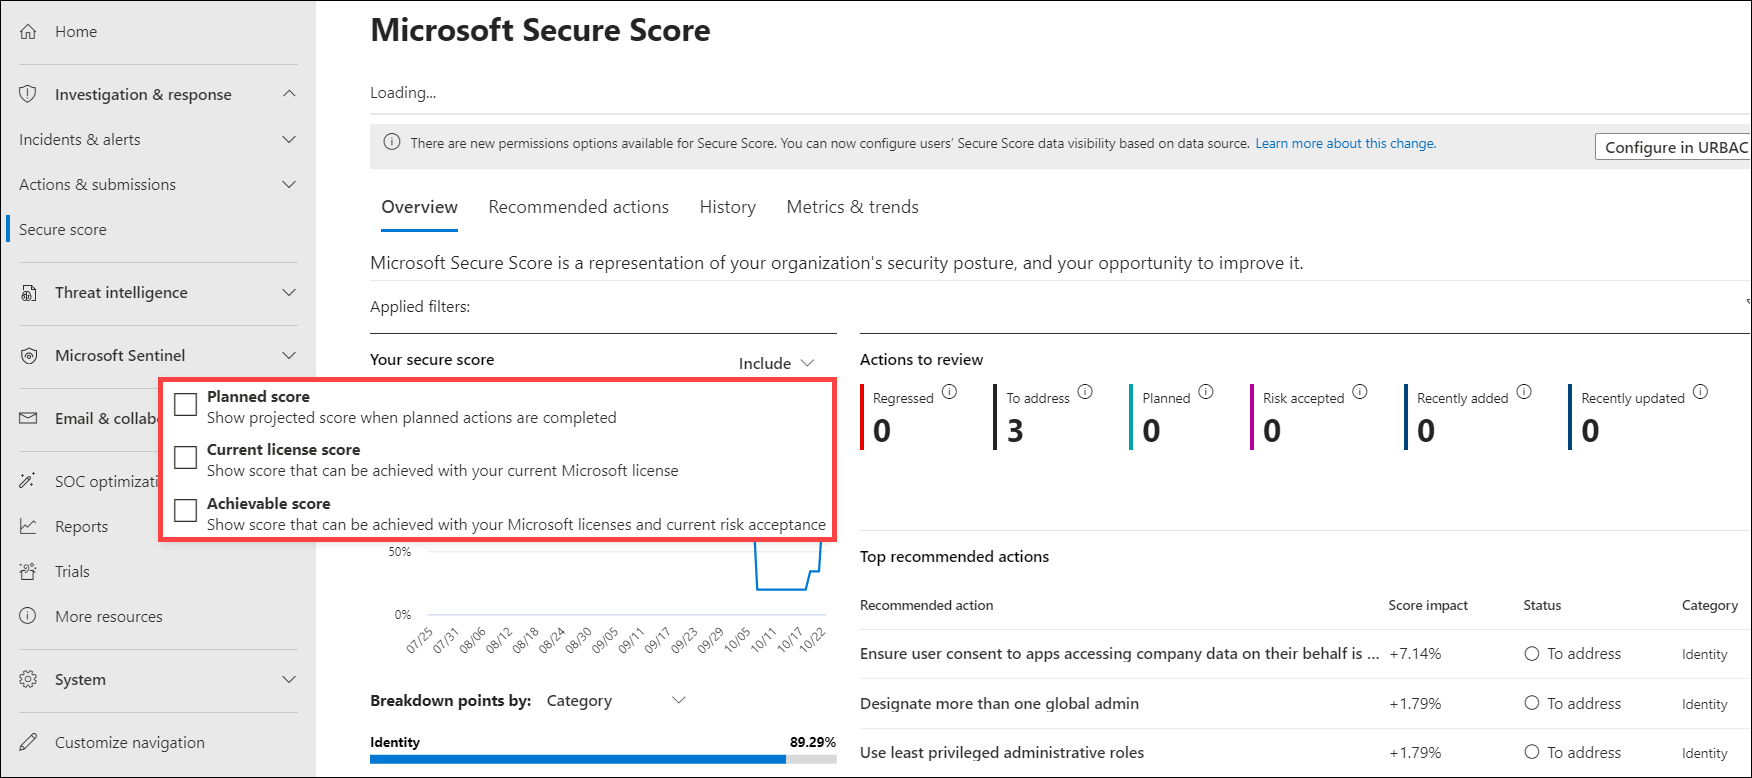 Home
Investigation & response
Incidents & alerts
Actions & submissions
Secure score
Threat intelligence
Microsoft Sentinel
Email &
SOC
Reports
Trials
More resources
System
Customize navigation
Microsoft Secure Score
Loading...
There are new permissions options available for Secure Score. You can now configure users' Secure Score data visibility based on data source. Learn more about this change.
Configure in URBAC
Overview Recommended actions History Metrics & trends
Microsoft Secure Score is a representation of your organization's security posture, and your opportunity to improve it.
Applied filters:
Your secure score Include
Planned score
Show projected score when planned actions are completed
Current license score
Show score that can be achieved with your current Microsoft license
Achievable score
Show score that can be achieved with your Microsoft licenses and current risk acceptance
50%
0%
07/25 07/31 08/06 08/12 08/18 08/24 08/30 09/05 09/11 09/17 09/23 09/29 10/05 10/11 10/17 10/22
Breakdown points by: Category
Identity 89.29%
Actions to review
Regressed To address Planned Risk accepted Recently added Recently updated
0 3 0 0 0 0
Top recommended actions
Recommended action Score impact Status Category
Ensure user consent to apps accessing company data on their behalf is ... +7.14% To address Identity
Designate more than one global admin +1.79% To address Identity
Use least privileged administrative roles +1.79% To address Identity